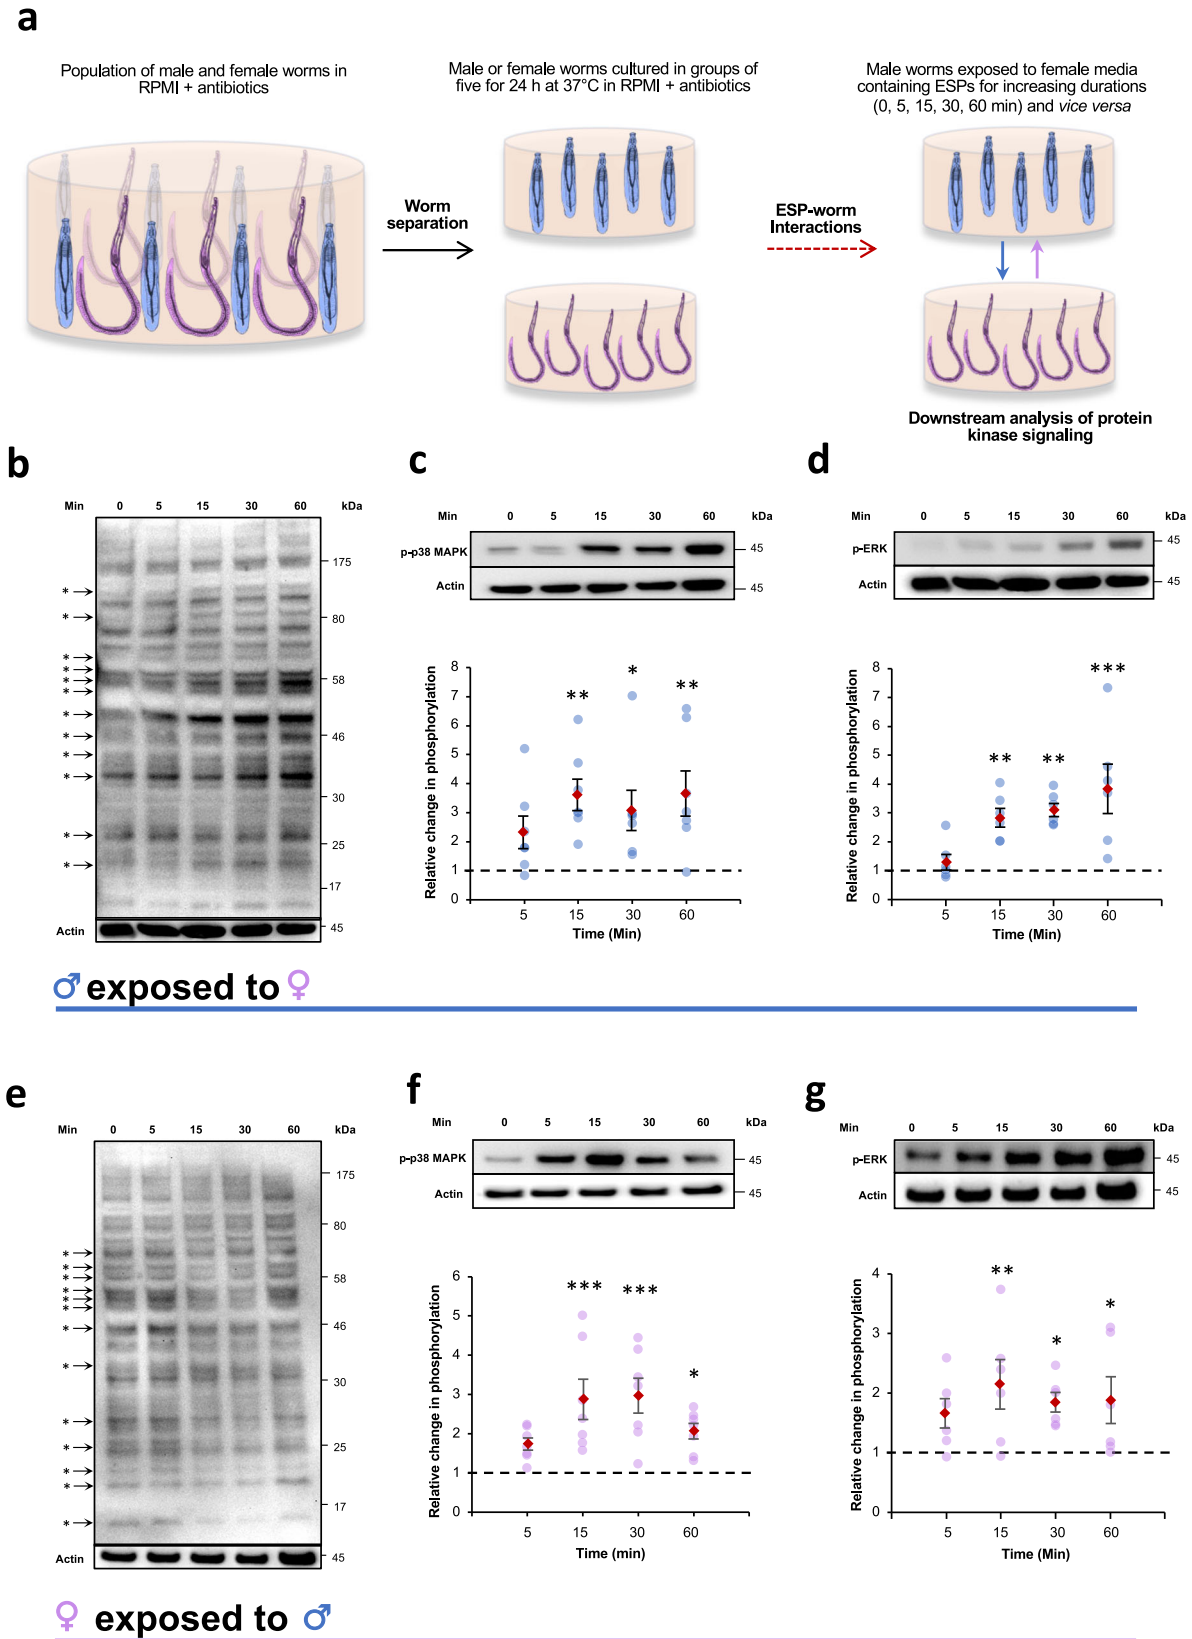 a
Population of male and female worms in
RPMI + antibiotics
Male or female worms cultured in groups of
five for 24 h at 37°C in RPMI + antibiotics
Male worms exposed to female media
containing ESPs for increasing durations
(0, 5, 15, 30, 60 min) and vice versa
Worm
separation
ESP-worm
Interactions
Downstream analysis of protein
kinase signaling
b
Min 0 5 15 30 60 kDa
175
* 
* 80
*
*
* 58
*
*
* 46
*
*
30
* 25
*
17
Actin 45
c
Min 0 5 15 30 60 kDa
p-p38 MAPK 45
Actin 45
Relative change in phosphorylation
8
7
6
5
4
3
2
1
0
** * **
5 15 30 60
Time (Min)
d
Min 0 5 15 30 60 kDa
p-ERK 45
Actin 45
Relative change in phosphorylation
8
7
6
5
4
3
2
1
0
** ** ***
5 15 30 60
Time (Min)
♂ exposed to ♀
e
Min 0 5 15 30 60 kDa
175
80
*
*
* 58
*
*
*
* 46
*
30
*
* 25
*
*
17
*
Actin 45
f
Min 0 5 15 30 60 kDa
p-p38 MAPK 45
Actin 45
Relative change in phosphorylation
6
5
4
3
2
1
0
*** *** *
5 15 30 60
Time (min)
g
Min 0 5 15 30 60 kDa
p-ERK 45
Actin 45
Relative change in phosphorylation
4
3
2
1
0
** * *
5 15 30 60
Time (Min)
♀ exposed to ♂